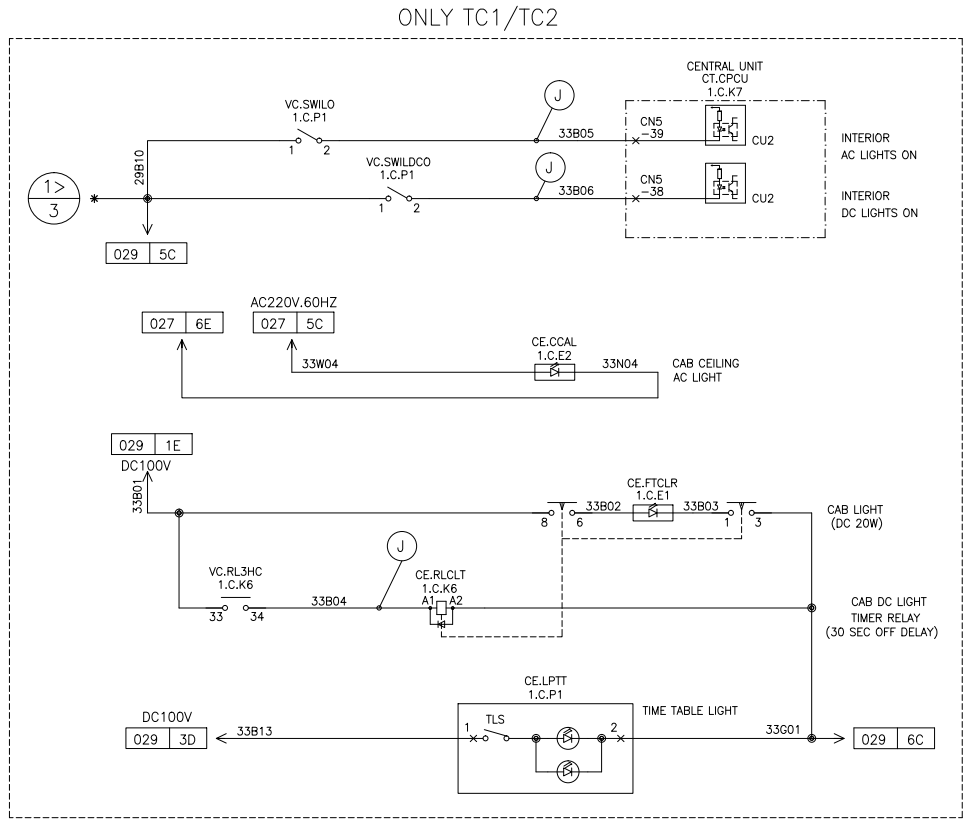 ONLY TC1/TC2
CENTRAL UNIT
CT.CPCU
1.C.K7
VC.SWILO
1.C.P1
J
33B05
CN5
-39
CU2
INTERIOR
AC LIGHTS ON
1 2
29B10
VC.SWILDCO
1.C.P1
J
33B06
CN5
-38
CU2
INTERIOR
DC LIGHTS ON
1>
3
*
1 2
029 5C
AC220V.60HZ
027 6E
027 5C
33W04
CE.CCAL
1.C.E2
33N04
CAB CEILING
AC LIGHT
029 1E
DC100V
33B01
CE.FTCLR
1.C.E1
33B02
33B03
8 6
1 3
CAB LIGHT
(DC 20W)
J
VC.RL3HC
1.C.K6
33 34
33B04
CE.RLCLT
1.C.K6
A1 A2
CAB DC LIGHT
TIMER RELAY
(30 SEC OFF DELAY)
CE.LPTT
1.C.P1
TIME TABLE LIGHT
DC100V
029 3D
33B13
1
TLS
2
33G01
029 6C